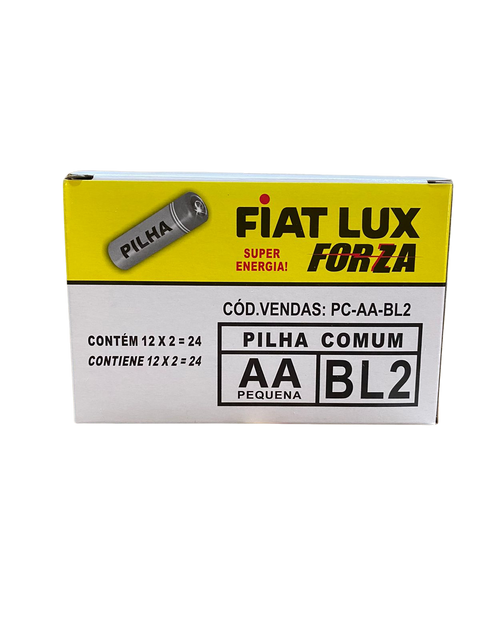 PILHA
FiAT LUX
SUPER
ENERGIA!
FORZA
CÓD.VENDAS: PC-AA-BL2
CONTÉM 12 X 2 = 24
CONTIENE 12 X 2 = 24
PILHA COMUM
AA
PEQUENA
BL2